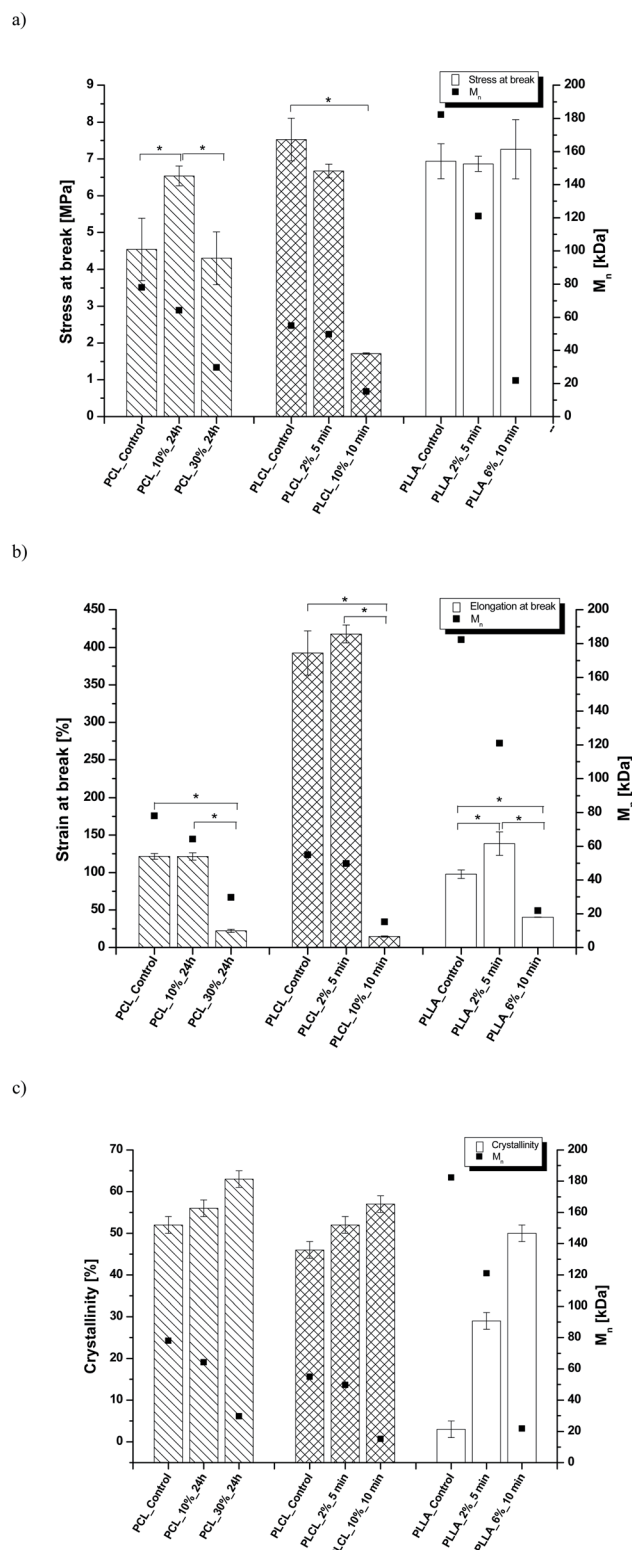 a)
Stress at break
Mn
9
8
7
6
5
4
3
2
1
0
Stress at break [MPa]
200
180
160
140
120
100
80
60
40
20
0
Mn [kDa]
*
*
*
PCL_Control
PCL_10%_24h
PCL_30%_24h
PLCL_Control
PLCL_2%_5 min
PLCL_10%_10 min
PLLA_Control
PLLA_2%_5 min
PLLA_6%_10 min
--
b)
Elongation at break
Mn
450
400
350
300
250
200
150
100
50
0
Strain at break [%]
200
180
160
140
120
100
80
60
40
20
0
Mn [kDa]
*
*
*
*
*
*
*
PCL_Control
PCL_10%_24h
PCL_30%_24h
PLCL_Control
PLCL_2%_5 min
PLCL_10%_10 min
PLLA_Control
PLLA_2%_5 min
PLLA_6%_10 min
c)
Crystallinity
Mn
70
60
50
40
30
20
10
0
Crystallinity [%]
200
180
160
140
120
100
80
60
40
20
0
Mn [kDa]
PCL_Control
PCL_10%_24h
PCL_30%_24h
PLCL_Control
PLCL_2%_5 min
PLCL_10%_10 min
PLLA_Control
PLLA_2%_5 min
PLLA_6%_10 min